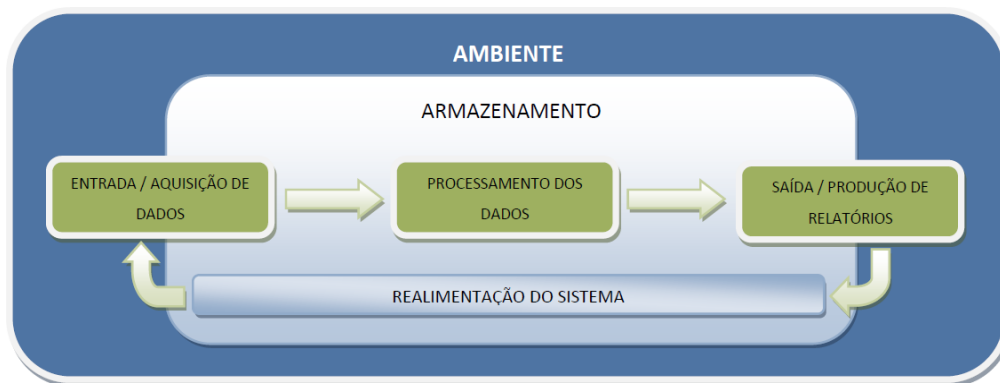 AMBIENTE
ARMAZENAMENTO
ENTRADA / AQUISIÇÃO DE
DADOS
PROCESSAMENTO DOS
DADOS
SAÍDA / PRODUÇÃO DE
RELATÓRIOS
REALIMENTAÇÃO DO SISTEMA